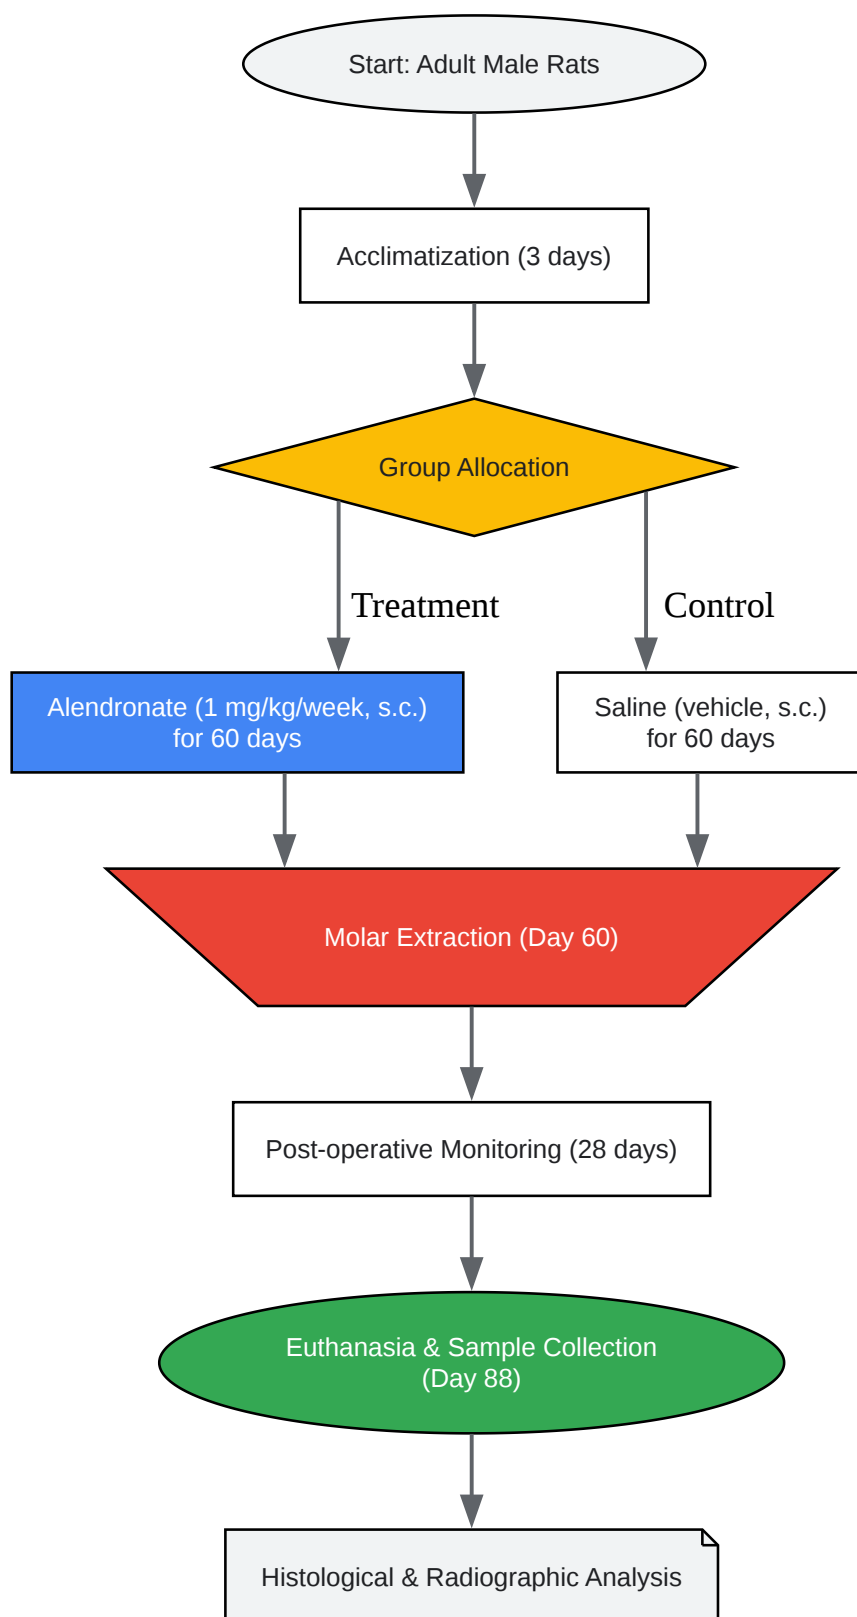 Start: Adult Male Rats
Acclimatization (3 days)
Group Allocation
Treatment
Control
Alendronate (1 mg/kg/week, s.c.)
for 60 days
Saline (vehicle, s.c.)
for 60 days
Molar Extraction (Day 60)
Post-operative Monitoring (28 days)
Euthanasia & Sample Collection
(Day 88)
Histological & Radiographic Analysis